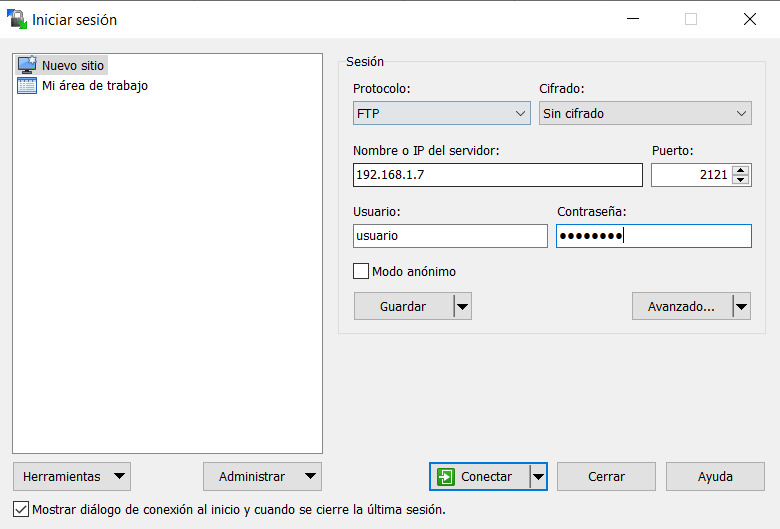 Iniciar sesión
Nuevo sitio
Mi área de trabajo
Sesión
Protocolo:
Cifrado:
FTP
Sin cifrado
Nombre o IP del servidor:
Puerto:
192.168.1.7
2121
Usuario:
Contraseña:
usuario
●●●●●●●●
Modo anónimo
Guardar
Avanzado...
Herramientas
Administrar
Conectar
Cerrar
Ayuda
Mostrar diálogo de conexión al inicio y cuando se cierre la última sesión.